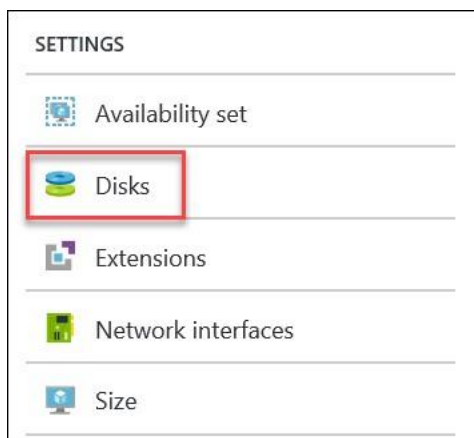 SETTINGS
Availability set
Disks
Extensions
Network interfaces
Size